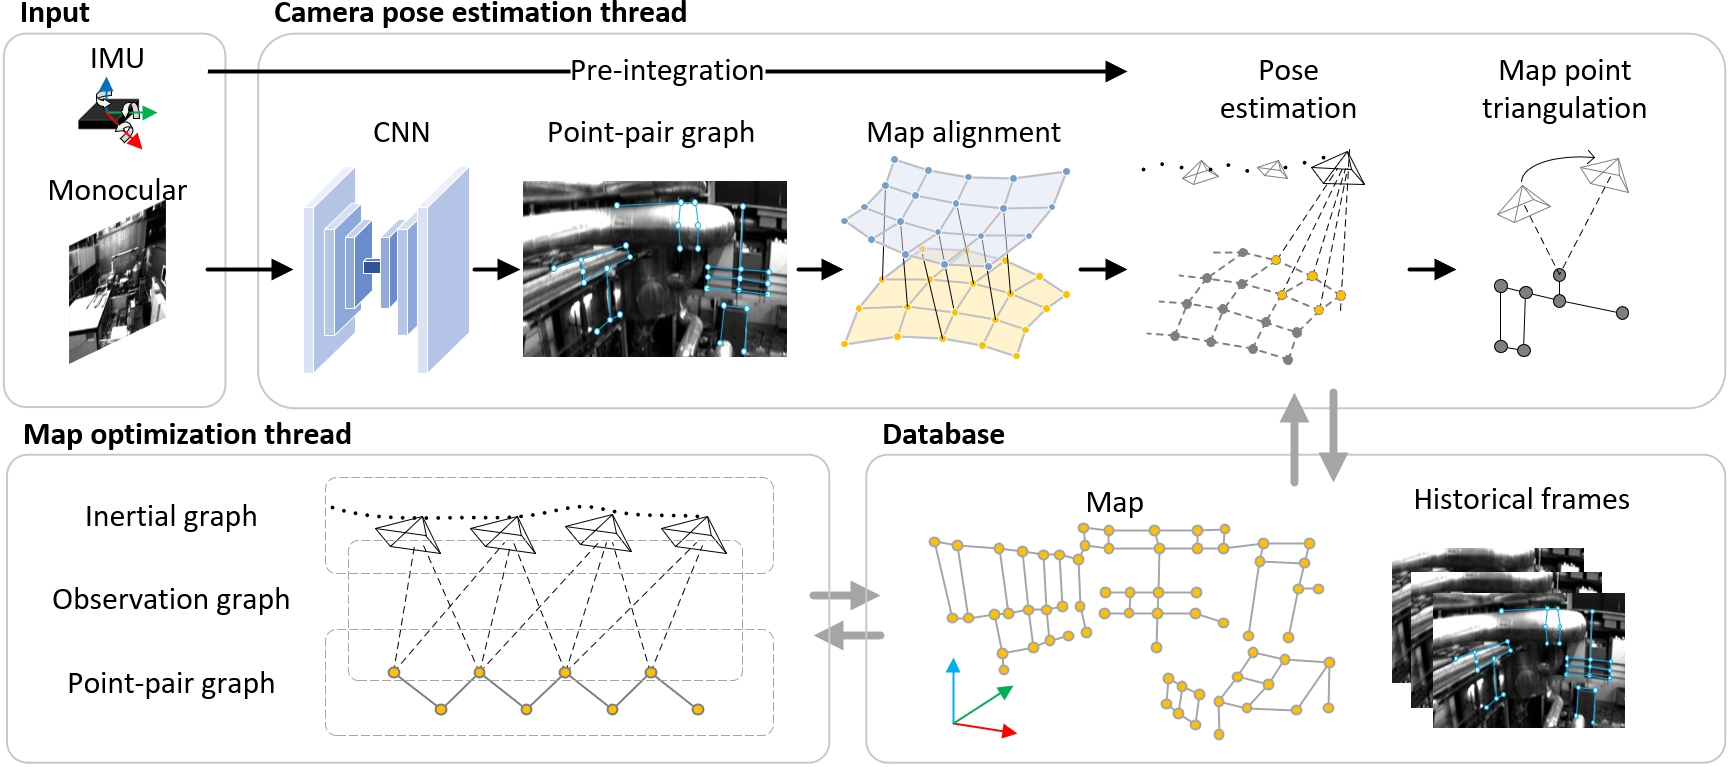 Input
Camera pose estimation thread
IMU
Pre-integration
Pose
estimation
Map point
triangulation
CNN
Point-pair graph
Map alignment
Monocular
Map optimization thread
Database
Inertial graph
Observation graph
Point-pair graph
Map
Historical frames